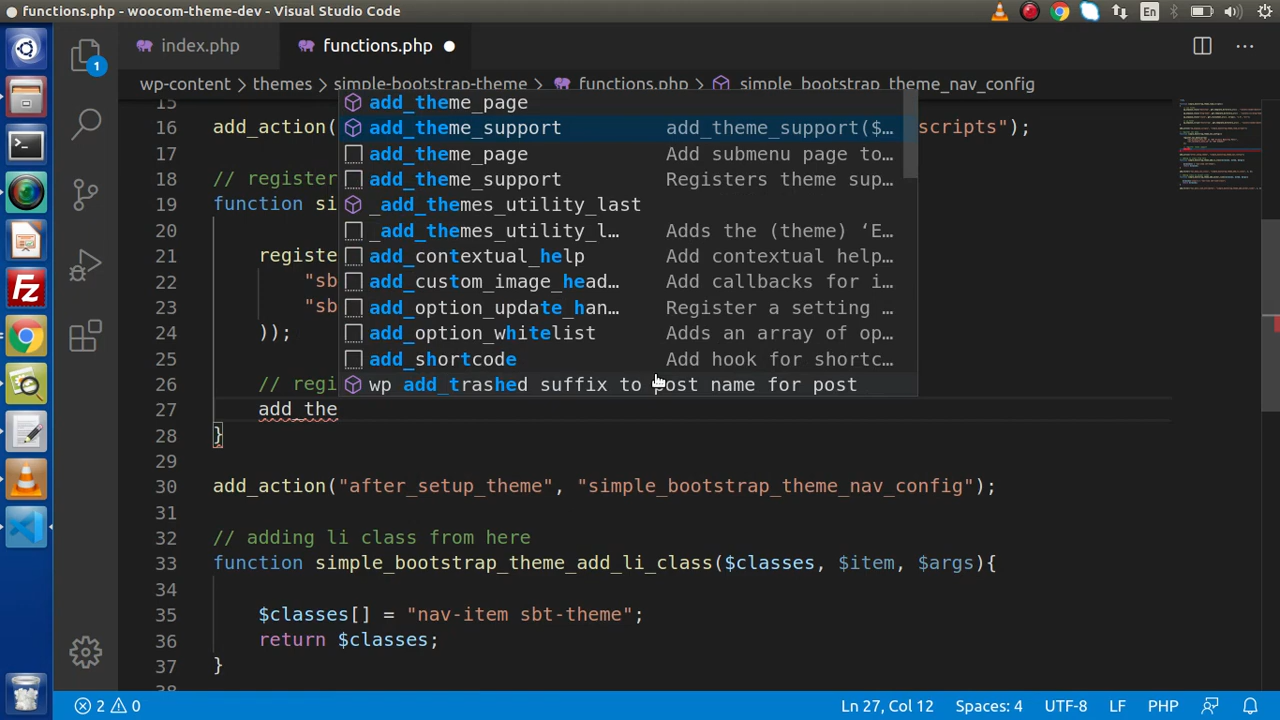 functions.php - woocom-theme-dev - Visual Studio Code
En
index.php
functions.php
1
wp-content > themes > simple-bootstrap-theme > functions.php > simple_bootstrap_theme_nav_config
15
16 add_action( scripts");
17
18 // register
19 function si
20
21 registe
22 "sb
23 "sb
24 ));
25
26 // regi
27 add_the
28 }
29
30 add_action("after_setup_theme", "simple_bootstrap_theme_nav_config");
31
32 // adding li class from here
33 function simple_bootstrap_theme_add_li_class($classes, $item, $args){
34
35 $classes[] = "nav-item sbt-theme";
36 return $classes;
37 }
38
add_theme_page
add_theme_support add_theme_support($…
add_theme_page Add submenu page to…
add_theme_support Register theme sup…
_add_themes_utility_last
_add_themes_utility_l… Adds the (theme) ‘E…
add_contextual_help Add contextual help…
add_custom_image_head… Add callbacks for i…
add_option_update_han… Register a setting …
add_option_whitelist Adds an array of op…
add_shortcode Add hook for shortc…
wp add_trashed suffix to post name for post
2 0
Ln 27, Col 12
Spaces: 4
UTF-8
LF
PHP